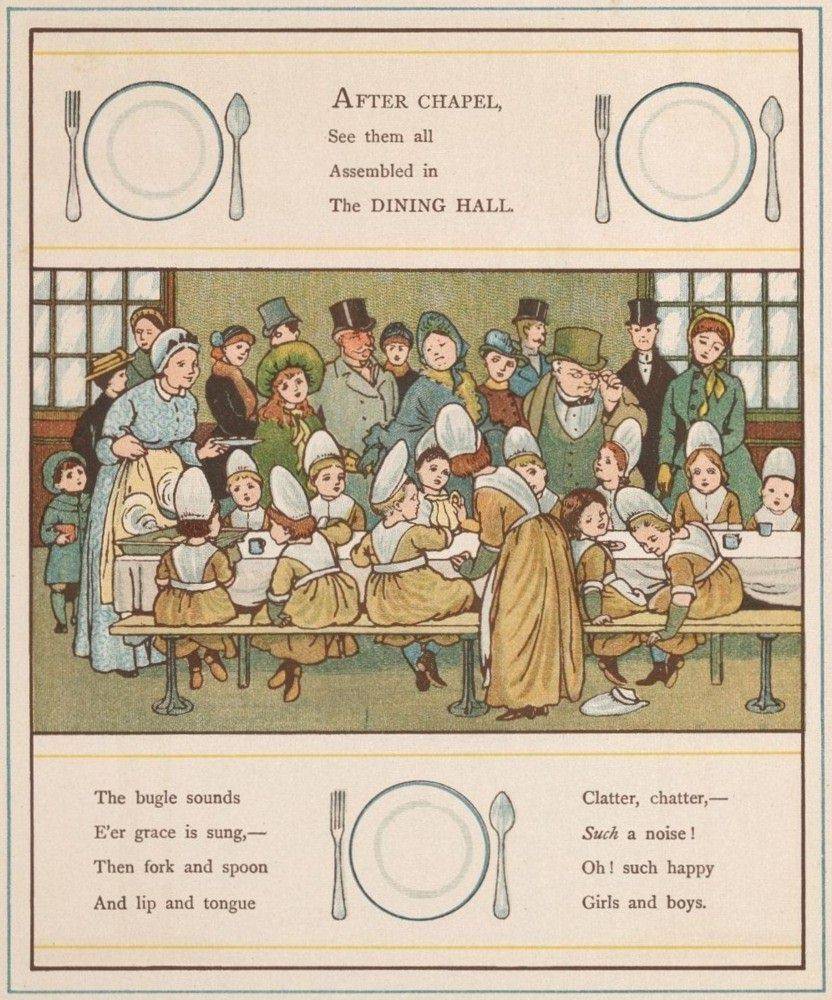 AFTER CHAPEL,
See them all
Assembled in
The DINING HALL.
The bugle sounds
E'er grace is sung,—
Then fork and spoon
And lip and tongue
Clatter, chatter,—
Such a noise!
Oh! such happy
Girls and boys.